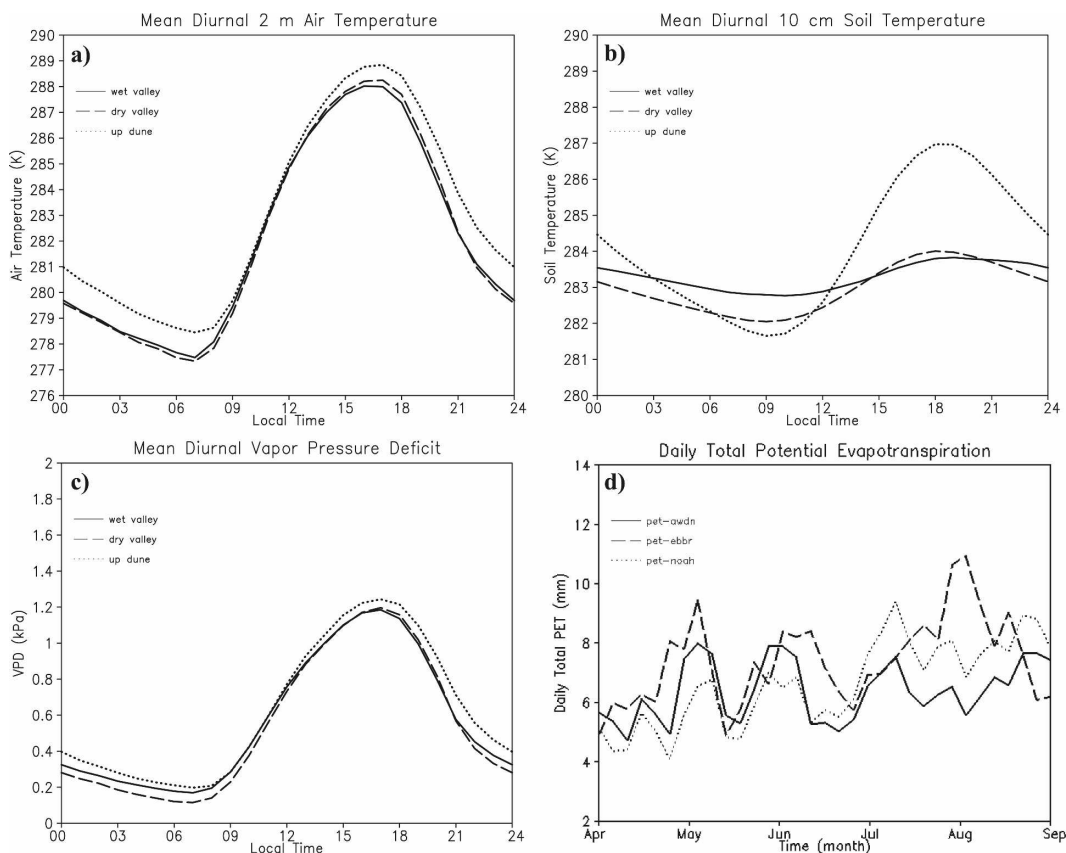 Mean Diurnal 2 m Air Temperature
290
289
288
287
286
285
284
283
282
281
280
279
278
277
276
Air Temperature (K)
a)
wet valley
dry valley
up dune
00 03 06 09 12 15 18 21 24
Local Time
Mean Diurnal 10 cm Soil Temperature
290
289
288
287
286
285
284
283
282
281
280
Soil Temperature (K)
b)
wet valley
dry valley
up dune
00 03 06 09 12 15 18 21 24
Local Time
Mean Diurnal Vapor Pressure Deficit
2
1.8
1.6
1.4
1.2
1
0.8
0.6
0.4
0.2
0
VPD (kPa)
c)
wet valley
dry valley
up dune
00 03 06 09 12 15 18 21 24
Local Time
Daily Total Potential Evapotranspiration
14
12
10
8
6
4
2
Daily Total PET (mm)
d)
pet-awdn
pet-ebbr
pet-noah
Apr May Jun Jul Aug Sep
Time (month)